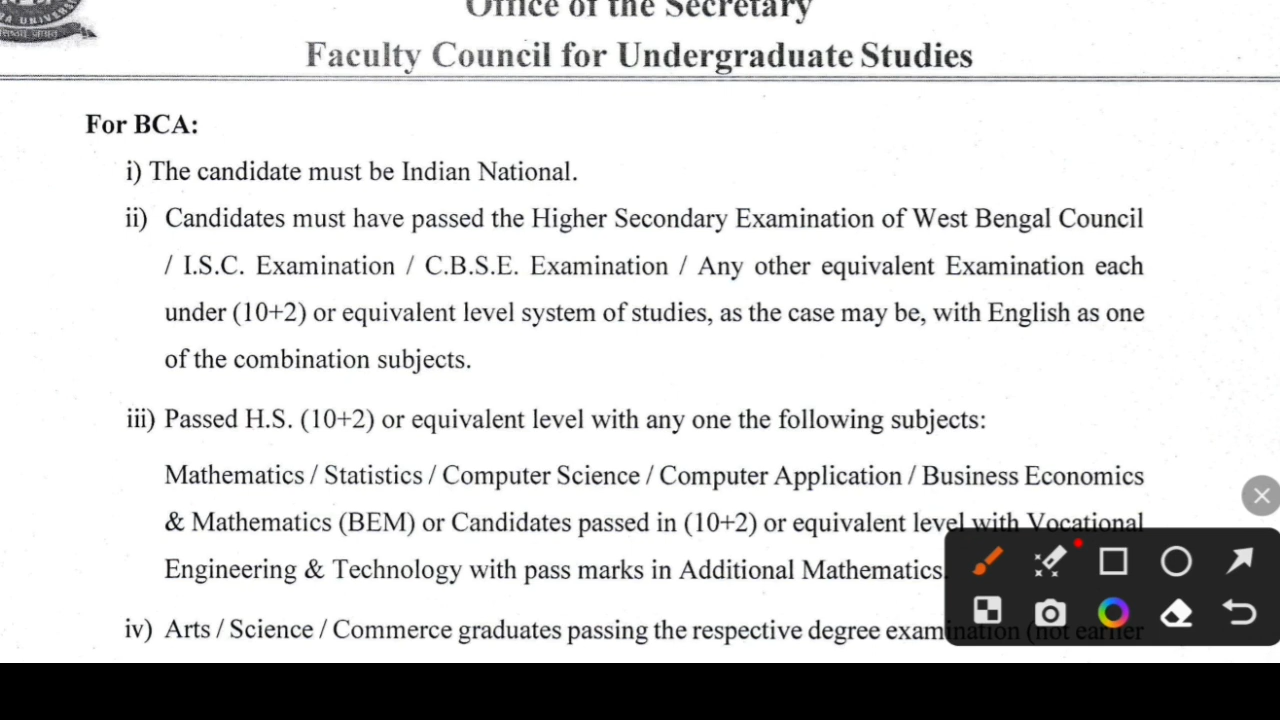 Office of the Secretary
Faculty Council for Undergraduate Studies
For BCA:
i) The candidate must be Indian National.
ii) Candidates must have passed the Higher Secondary Examination of West Bengal Council
/ I.S.C. Examination / C.B.S.E. Examination / Any other equivalent Examination each
under (10+2) or equivalent level system of studies, as the case may be, with English as one
of the combination subjects.
iii) Passed H.S. (10+2) or equivalent level with any one the following subjects:
Mathematics / Statistics / Computer Science / Computer Application / Business Economics
& Mathematics (BEM) or Candidates passed in (10+2) or equivalent level with Vocational
Engineering & Technology with pass marks in Additional Mathematics.
iv) Arts / Science / Commerce graduates passing the respective degree examination (not earlier